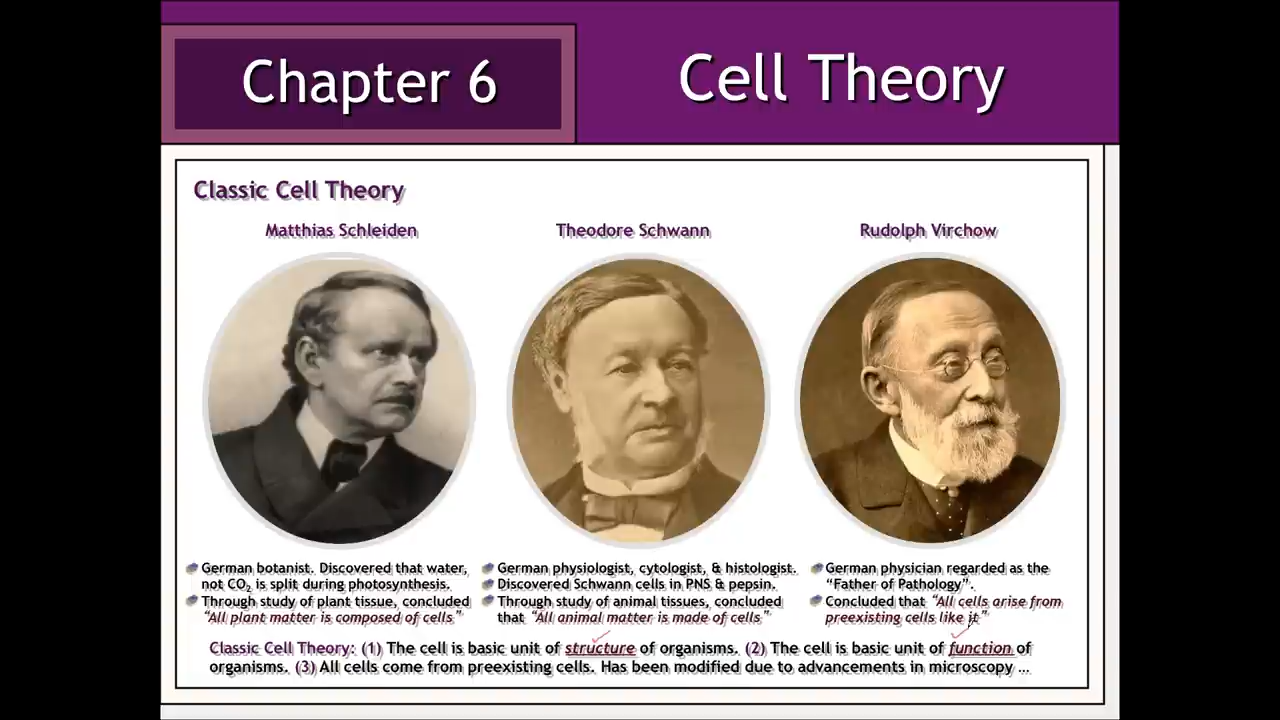 Chapter 6
Cell Theory
Classic Cell Theory
Matthias Schleiden
Theodore Schwann
Rudolph Virchow
German botanist. Discovered that water,
not CO₂ is split during photosynthesis.
Through study of plant tissue, concluded
“All plant matter is composed of cells”
German physiologist, cytologist, & histologist.
Discovered Schwann cells in PNS & pepsin.
Through study of animal tissues, concluded
that “All animal matter is made of cells”
German physician regarded as the
“Father of Pathology”.
Concluded that “All cells arise from
preexisting cells like it”
Classic Cell Theory: (1) The cell is basic unit of structure of organisms. (2) The cell is basic unit of function of
organisms. (3) All cells come from preexisting cells. Has been modified due to advancements in microscopy …